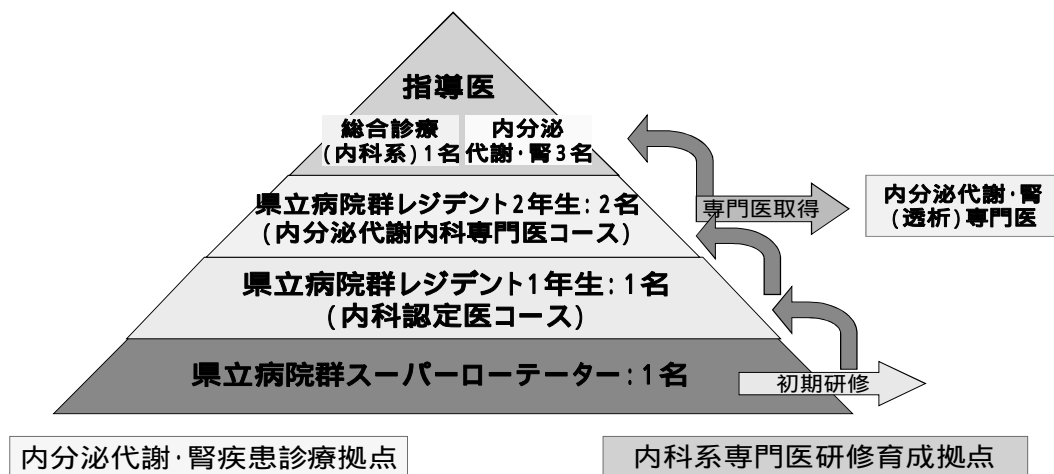 指導医
総合診療
(内科系)1名
内分泌
代謝・腎3名
県立病院群レジデント2年生:2名
(内分泌代謝内科専門医コース)
専門医取得
内分泌代謝・腎
(透析)専門医
県立病院群レジデント1年生:1名
(内科認定医コース)
県立病院群スーパーローテーター:1名
初期研修
内分泌代謝・腎疾患診療拠点
内科系専門医研修育成拠点